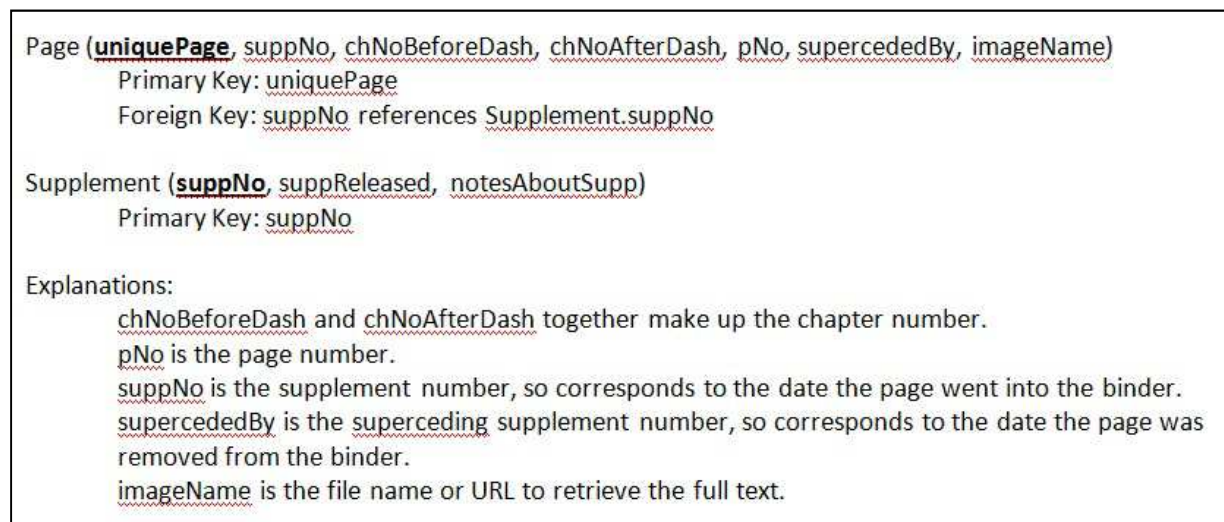 Page (uniquePage, suppNo, chNoBeforeDash, chNoAfterDash, pNo, supercededBy, imageName)
Primary Key: uniquePage
Foreign Key: suppNo references Supplement.suppNo
Supplement (suppNo, suppReleased, notesAboutSupp)
Primary Key: suppNo
Explanations:
chNoBeforeDash and chNoAfterDash together make up the chapter number.
pNo is the page number.
suppNo is the supplement number, so corresponds to the date the page went into the binder.
supercededBy is the superceding supplement number, so corresponds to the date the page was
removed from the binder.
imageName is the file name or URL to retrieve the full text.